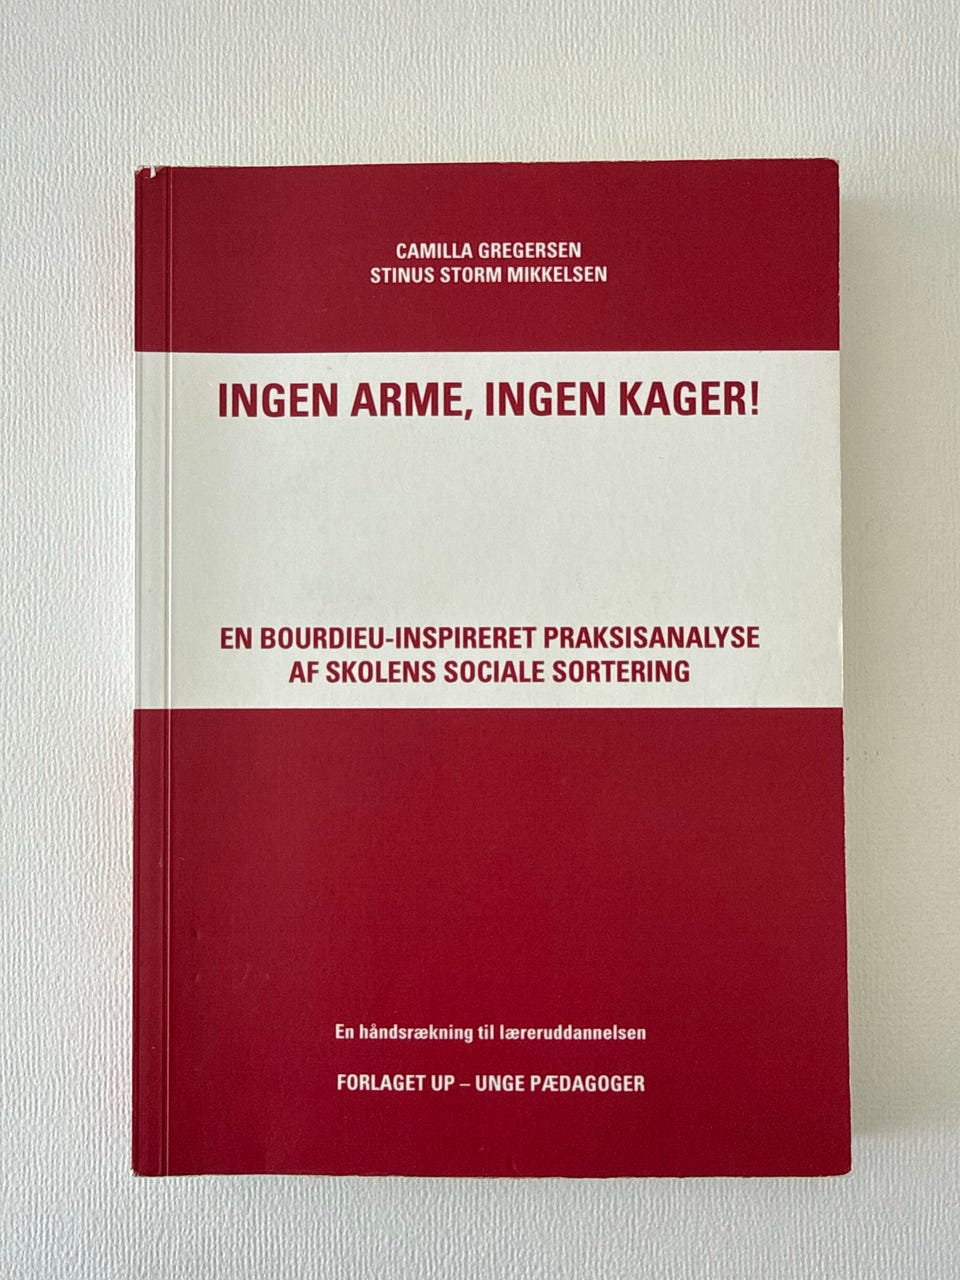 CAMILLA GREGERSEN
STINUS STORM MIKKELSEN
INGEN ARME, INGEN KAGER!
EN BOURDIEU-INSPIRERET PRAKSISANALYSE
AF SKOLENS SOCIALE SORTERING
En håndsrækning til læreruddannelsen
FORLAGET UP – UNGE PÆDAGOGER